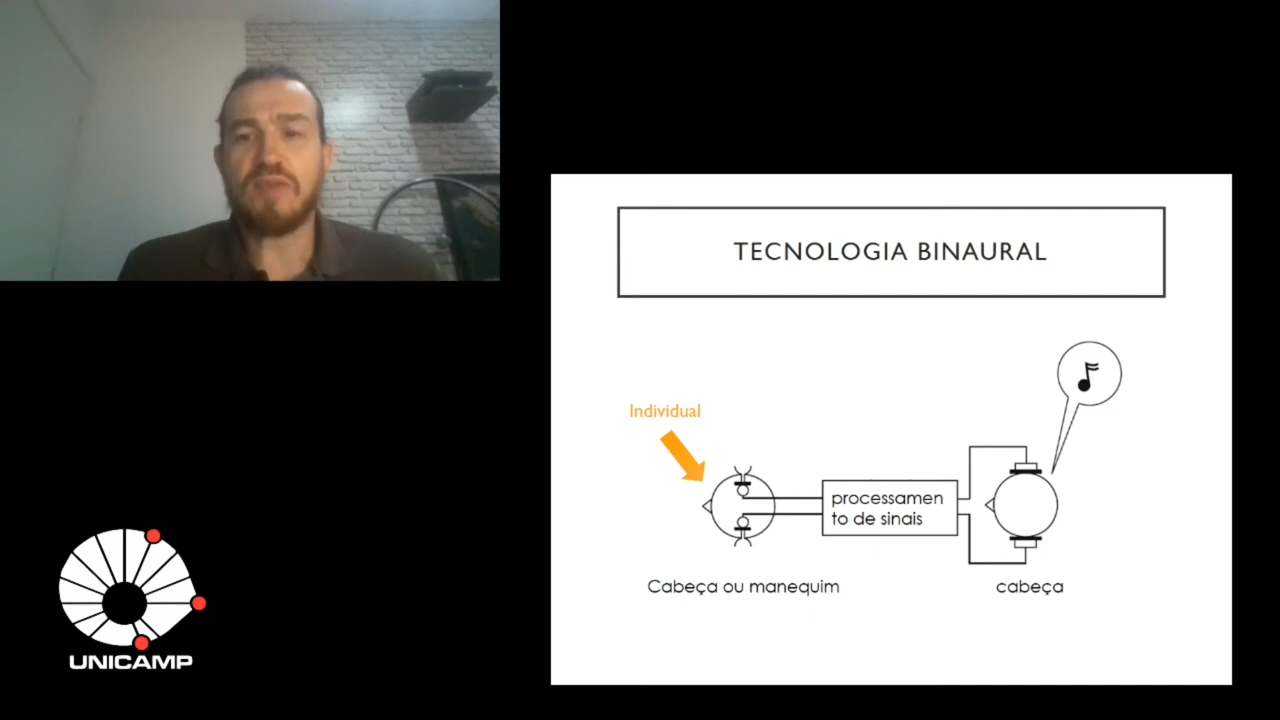 TECNOLOGIA BINAURAL
Individual
processamen
to de sinais
Cabeça ou manequim
cabeça
UNICAMP